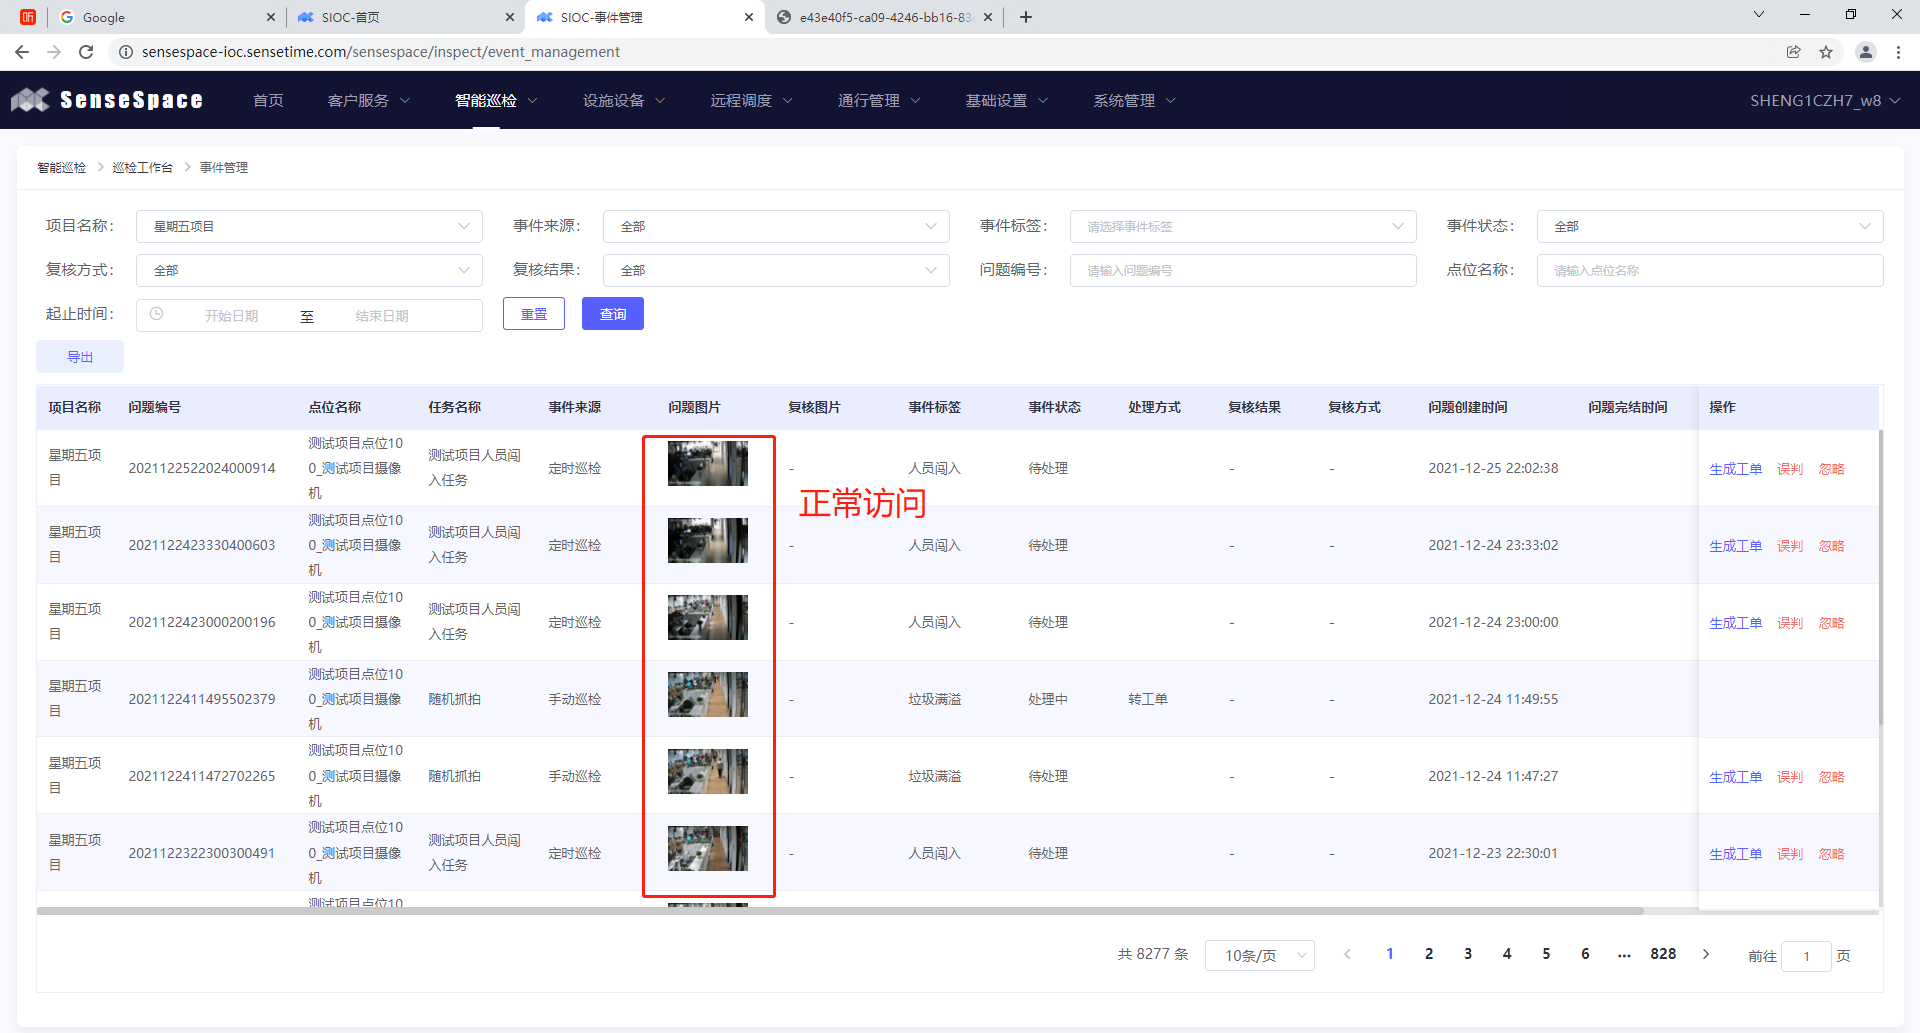 Google
SIOC-首页
SIOC-事件管理
e43e40f5-ca09-4246-bb16-83
sensespace-ioc.sensetime.com/sensespace/inspect/event_management
SenseSpace
首页
客户服务
智能巡检
设施设备
远程调度
通行管理
基础设置
系统管理
SHENG1CZH7_w8
智能巡检 > 巡检工作台 > 事件管理
项目名称: 星期五项目
事件来源: 全部
事件标签: 请选择事件标签
事件状态: 全部
复核方式: 全部
复核结果: 全部
问题编号: 请输入问题编号
点位名称: 请输入点位名称
起止时间: 开始日期 至 结束日期
重置
查询
导出
项目名称 问题编号 点位名称 任务名称 事件来源 问题图片 复核图片 事件标签 事件状态 处理方式 复核结果 复核方式 问题创建时间 问题完结时间 操作
星期五项目 2021122522024000914 测试项目点位100_测试项目摄像机 测试项目人员闯入任务 定时巡检 - 人员闯入 待处理 - - 2021-12-25 22:02:38 生成工单 误判 忽略
正常访问
星期五项目 2021122423330400603 测试项目点位100_测试项目摄像机 测试项目人员闯入任务 定时巡检 - 人员闯入 待处理 - - 2021-12-24 23:33:02 生成工单 误判 忽略
星期五项目 2021122423000200196 测试项目点位100_测试项目摄像机 测试项目人员闯入任务 定时巡检 - 人员闯入 待处理 - - 2021-12-24 23:00:00 生成工单 误判 忽略
星期五项目 2021122411495502379 测试项目点位100_测试项目摄像机 随机抓拍 手动巡检 - 垃圾满溢 处理中 转工单 - - 2021-12-24 11:49:55
星期五项目 2021122411472702265 测试项目点位100_测试项目摄像机 随机抓拍 手动巡检 - 垃圾满溢 待处理 - - 2021-12-24 11:47:27 生成工单 误判 忽略
星期五项目 2021122322300300491 测试项目点位100_测试项目摄像机 测试项目人员闯入任务 定时巡检 - 人员闯入 待处理 - - 2021-12-23 22:30:01 生成工单 误判 忽略
测试项目点位10
共 8277 条 10条/页 < 1 2 3 4 5 6 ... 828 > 前往 1 页